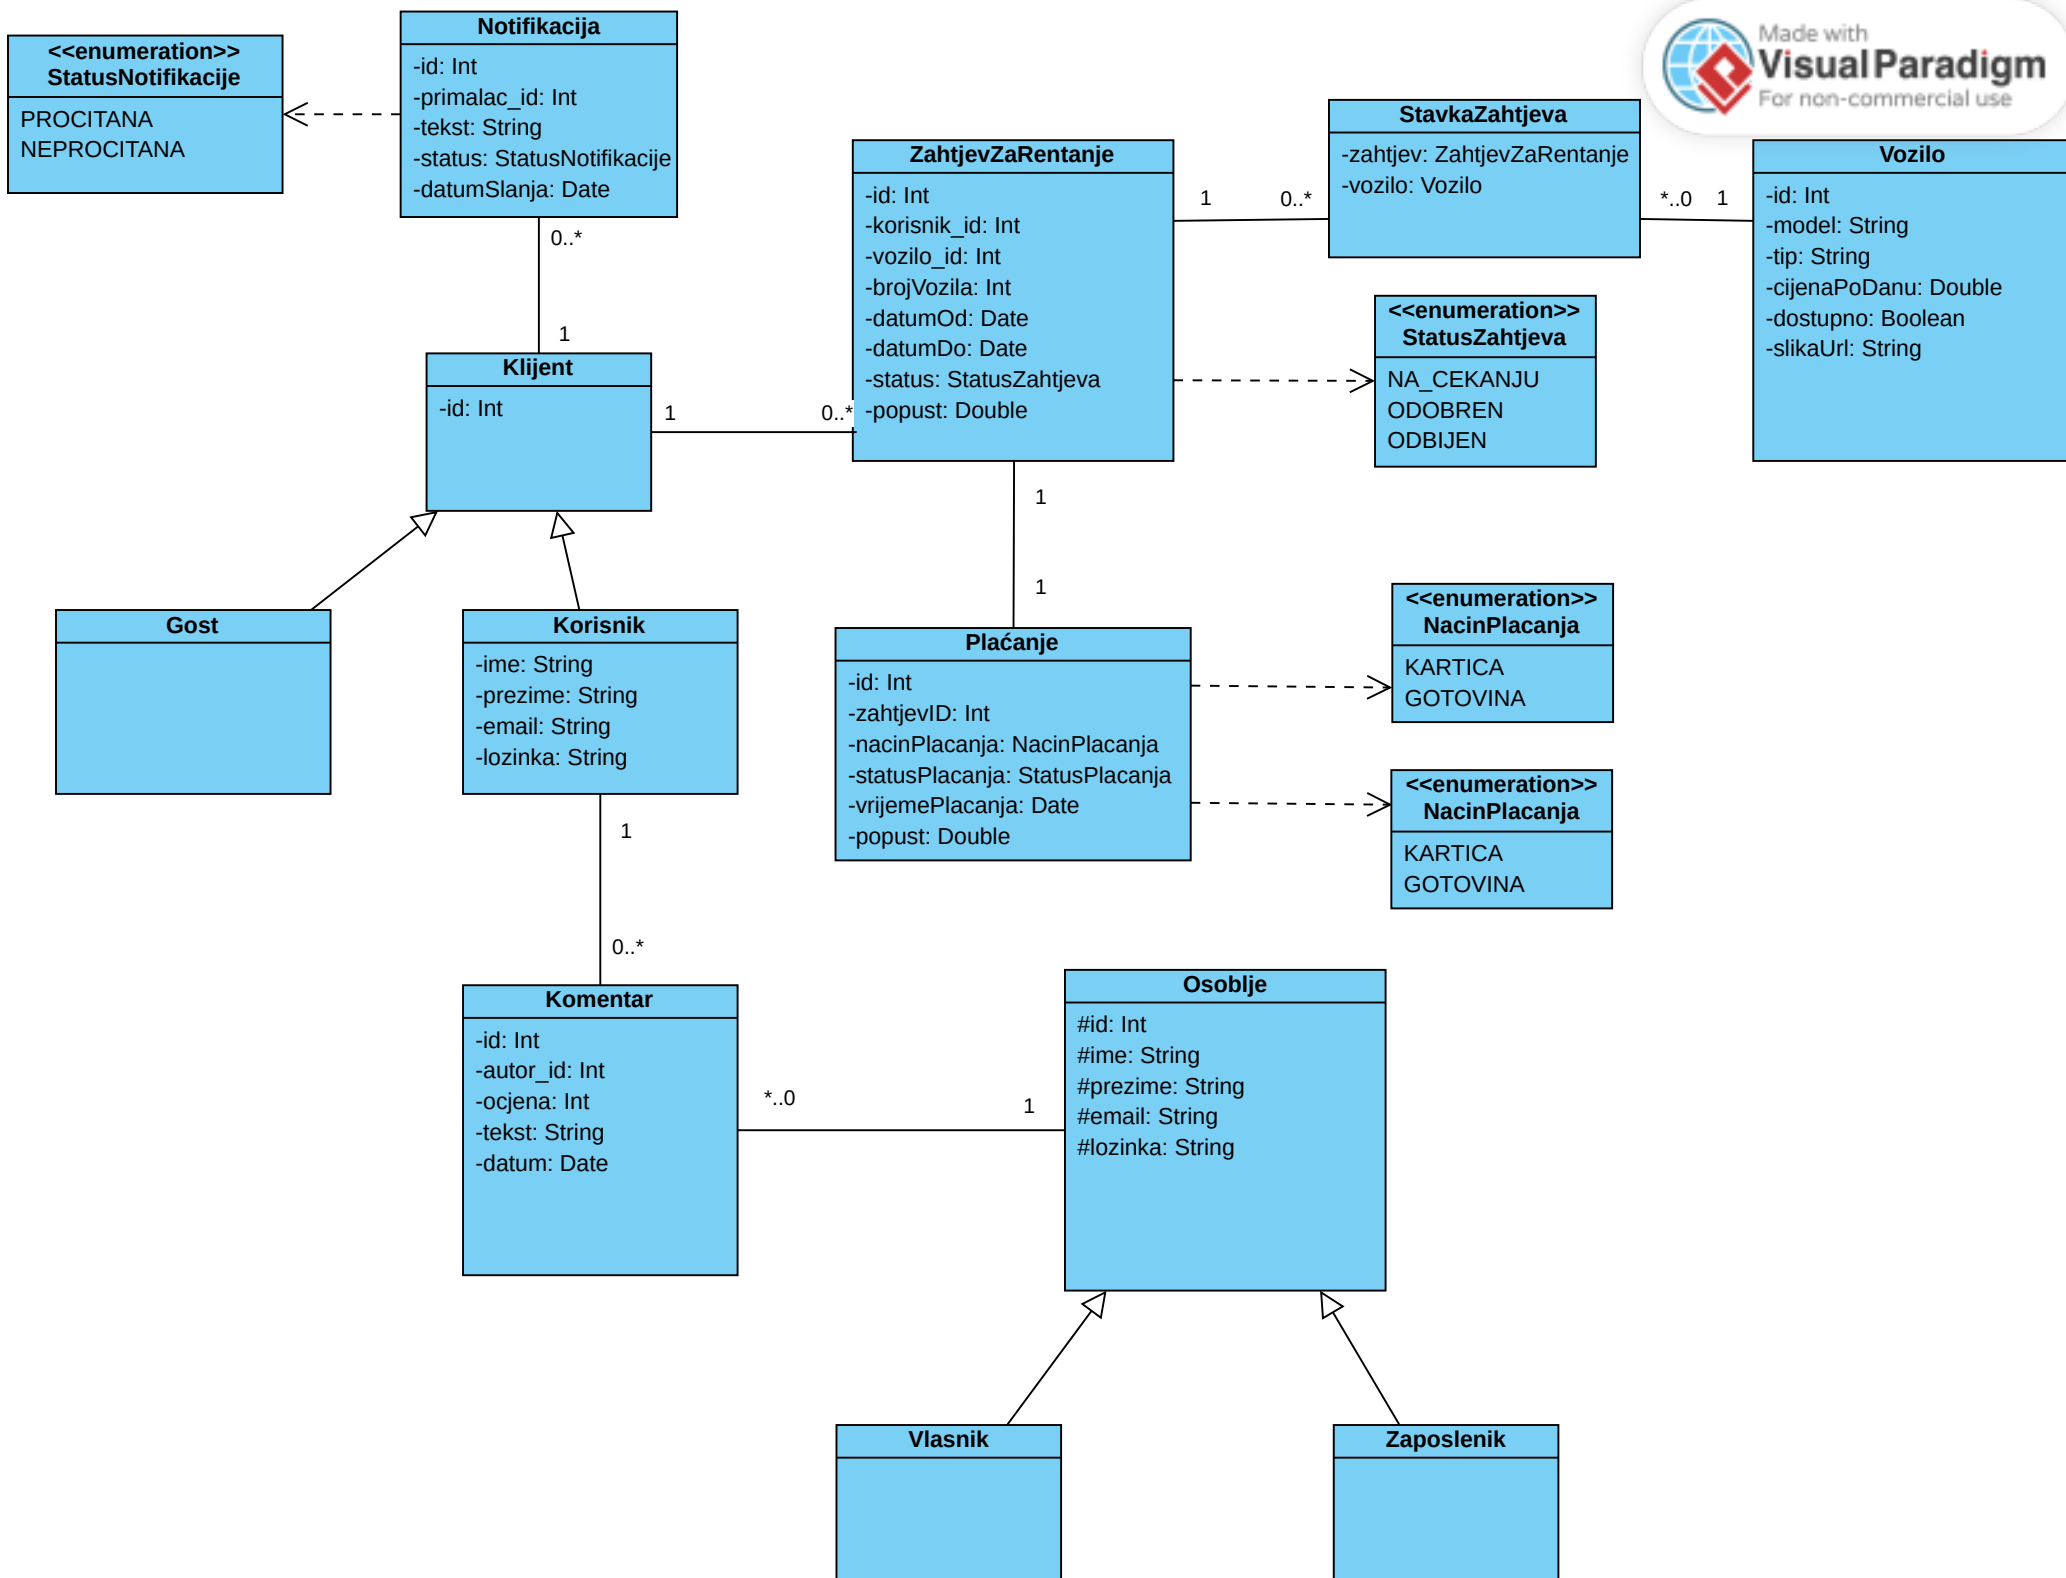 Made with
Visual Paradigm
For non-commercial use
<<enumeration>>
StatusNotifikacije
PROCITANA
NEPROCITANA
Notifikacija
-id: Int
-primalac_id: Int
-tekst: String
-status: StatusNotifikacije
-datumSlanja: Date
0..*
1
Klijent
-id: Int
1
0..*
ZahtjevZaRentanje
-id: Int
-korisnik_id: Int
-vozilo_id: Int
-brojVozila: Int
-datumOd: Date
-datumDo: Date
-status: StatusZahtjeva
-popust: Double
1
0..*
StavkaZahtjeva
-zahtjev: ZahtjevZaRentanje
-vozilo: Vozilo
*..0
1
Vozilo
-id: Int
-model: String
-tip: String
-cijenaPoDanu: Double
-dostupno: Boolean
-slikaUrl: String
<<enumeration>>
StatusZahtjeva
NA_CEKANJU
ODOBREN
ODBIJEN
1
1
Gost
Korisnik
-ime: String
-prezime: String
-email: String
-lozinka: String
Plaćanje
-id: Int
-zahtjevID: Int
-nacinPlacanja: NacinPlacanja
-statusPlacanja: StatusPlacanja
-vrijemePlacanja: Date
-popust: Double
<<enumeration>>
NacinPlacanja
KARTICA
GOTOVINA
<<enumeration>>
NacinPlacanja
KARTICA
GOTOVINA
1
0..*
Komentar
-id: Int
-autor_id: Int
-ocjena: Int
-tekst: String
-datum: Date
*..0
1
Osoblje
#id: Int
#ime: String
#prezime: String
#email: String
#lozinka: String
Vlasnik
Zaposlenik